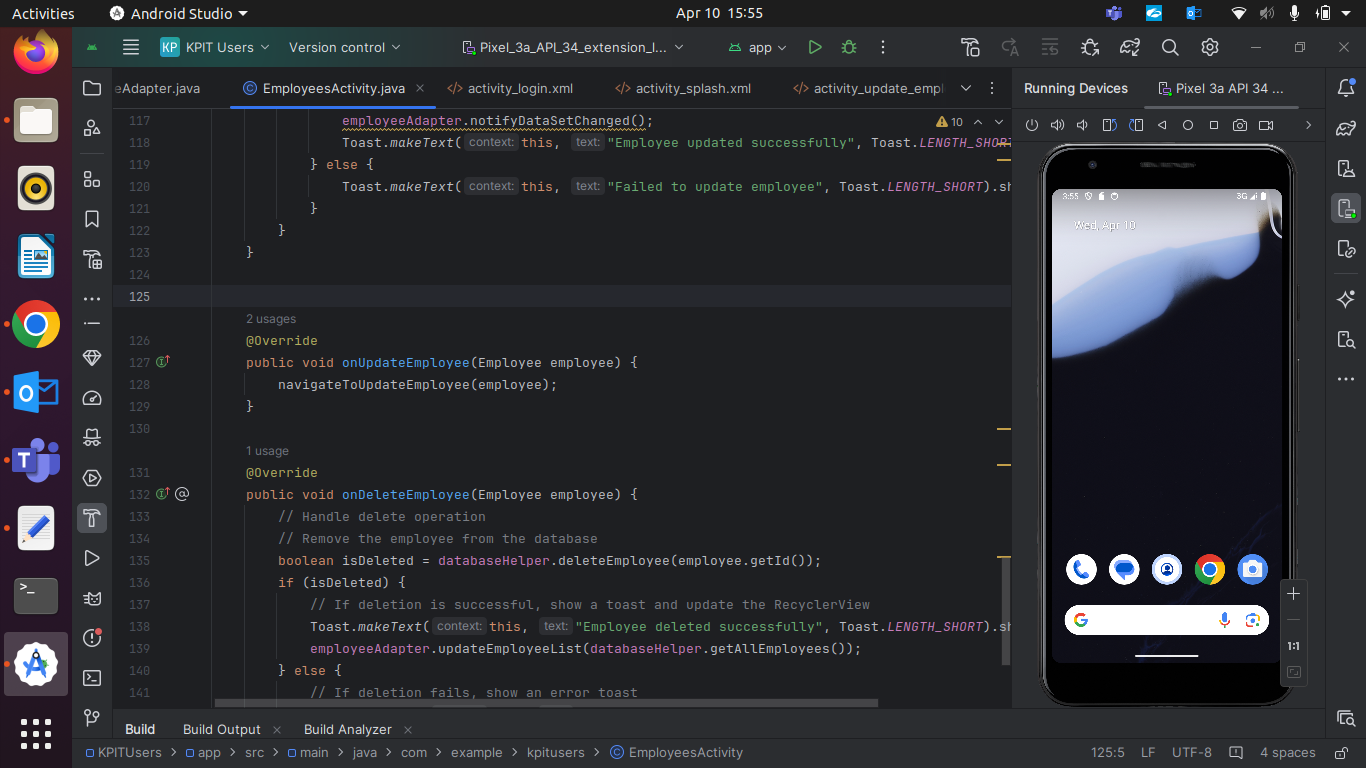 Activities
Android Studio
Apr 10 15:55
KP KPIT Users
Version control
Pixel_3a_API_34_extension_l...
app
eAdapter.java
EmployeesActivity.java
activity_login.xml
activity_splash.xml
activity_update_empl
Running Devices
Pixel 3a API 34 ...
10
117 employeeAdapter.notifyDataSetChanged();
118 Toast.makeText( context: this, text: "Employee updated successfully", Toast.LENGTH_SHORT
119 } else {
120 Toast.makeText( context: this, text: "Failed to update employee", Toast.LENGTH_SHORT).sh
121 }
122 }
123 }
124
125
2 usages
126 @Override
127 public void onUpdateEmployee(Employee employee) {
128 navigateToUpdateEmployee(employee);
129 }
130
1 usage
131 @Override
132 public void onDeleteEmployee(Employee employee) {
133 // Handle delete operation
134 // Remove the employee from the database
135 boolean isDeleted = databaseHelper.deleteEmployee(employee.getId());
136 if (isDeleted) {
137 // If deletion is successful, show a toast and update the RecyclerView
138 Toast.makeText( context: this, text: "Employee deleted successfully", Toast.LENGTH_SHORT).sh
139 employeeAdapter.updateEmployeeList(databaseHelper.getAllEmployees());
140 } else {
141 // If deletion fails, show an error toast
3:55
3G
Wed, Apr 10
1:1
Build
Build Output
Build Analyzer
KPITUsers > app > src > main > java > com > example > kpitusers > EmployeesActivity
125:5 LF UTF-8 4 spaces